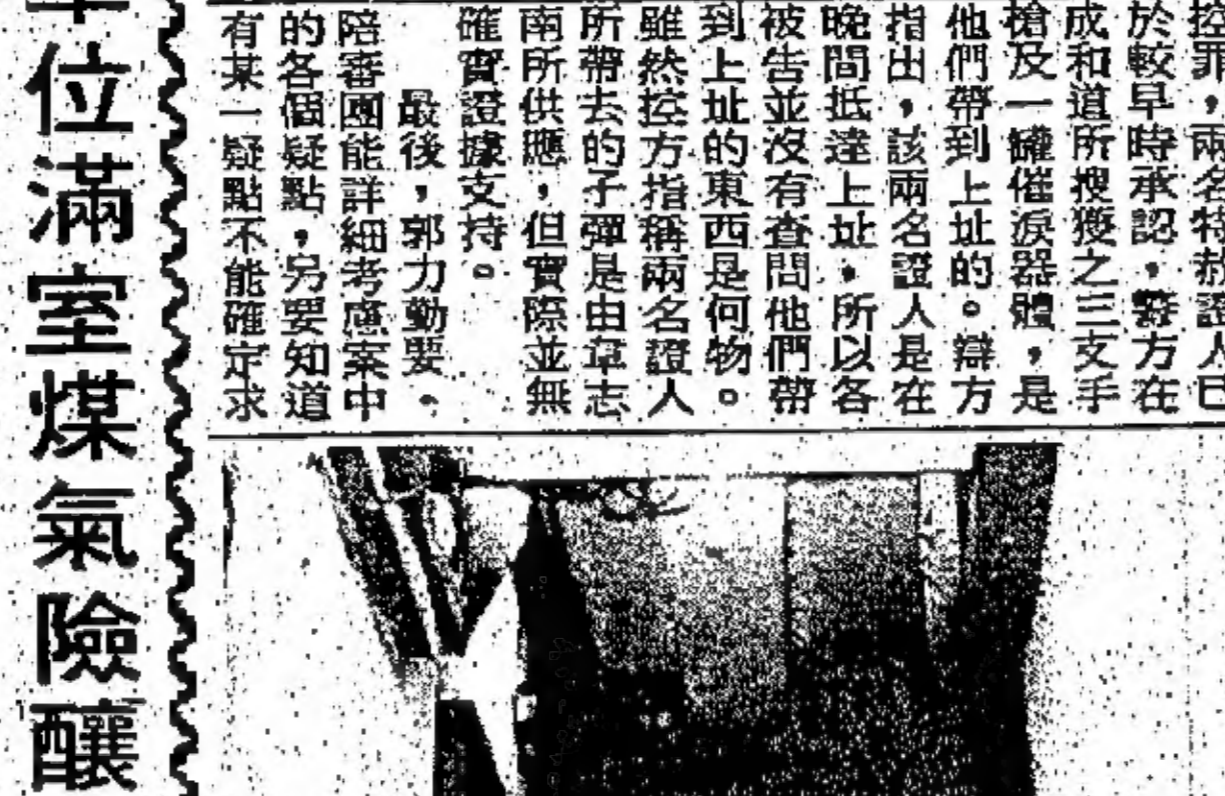 控罪，兩名特赦證人已
於較早時承認，警方在
成和道所搜獲之三支手
槍及一罐催淚器體，是
他們帶到上址的。辯方
指出，該兩名證人是在
晚間抵達上址，所以各
被告並沒有查問他們帶
到上址的東西是何物。
雖然控方指稱兩名證人
所帶去的子彈是由韋志
南所供應，但實際並無
確實證據支持。
最後，郭力勤要。
陪審團能詳細考慮案中
的各個疑點，另要知道
有某一疑點不能確定求
位滿室煤氣險釀